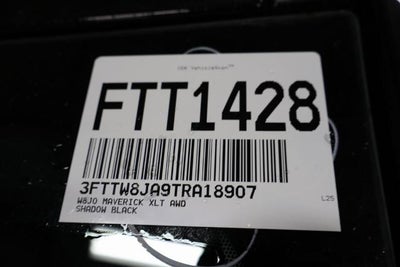 FTT1428
3FTTW8JA9TRA18907
W8J0 MAVERICK XLT AWD
SHADOW BLACK
L25